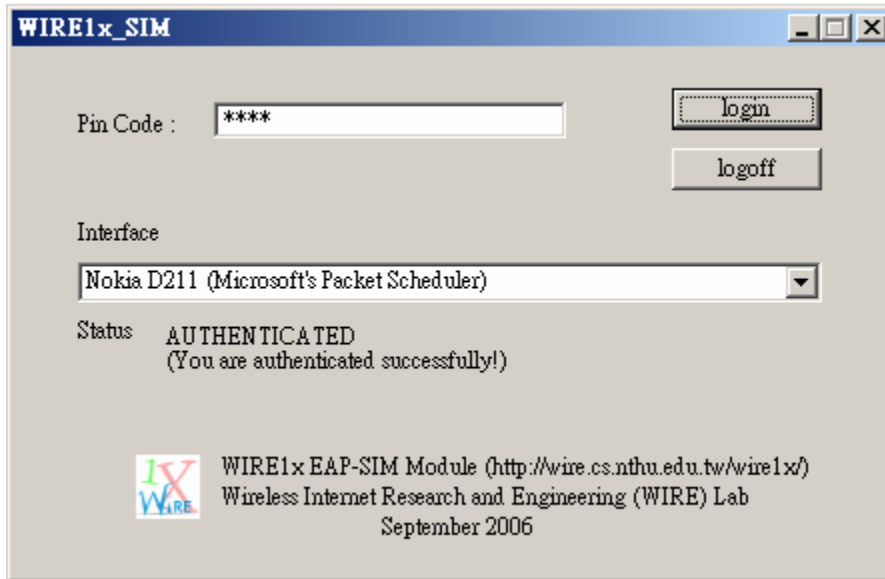 WIRE1x_SIM
Pin Code :
****
login
logoff
Interface
Nokia D211 (Microsoft's Packet Scheduler)
Status
AUTHENTICATED
(You are authenticated successfully!)
1X
WIRE
WIRE1x EAP-SIM Module (http://wire.cs.nthu.edu.tw/wire1x/)
Wireless Internet Research and Engineering (WIRE) Lab
September 2006